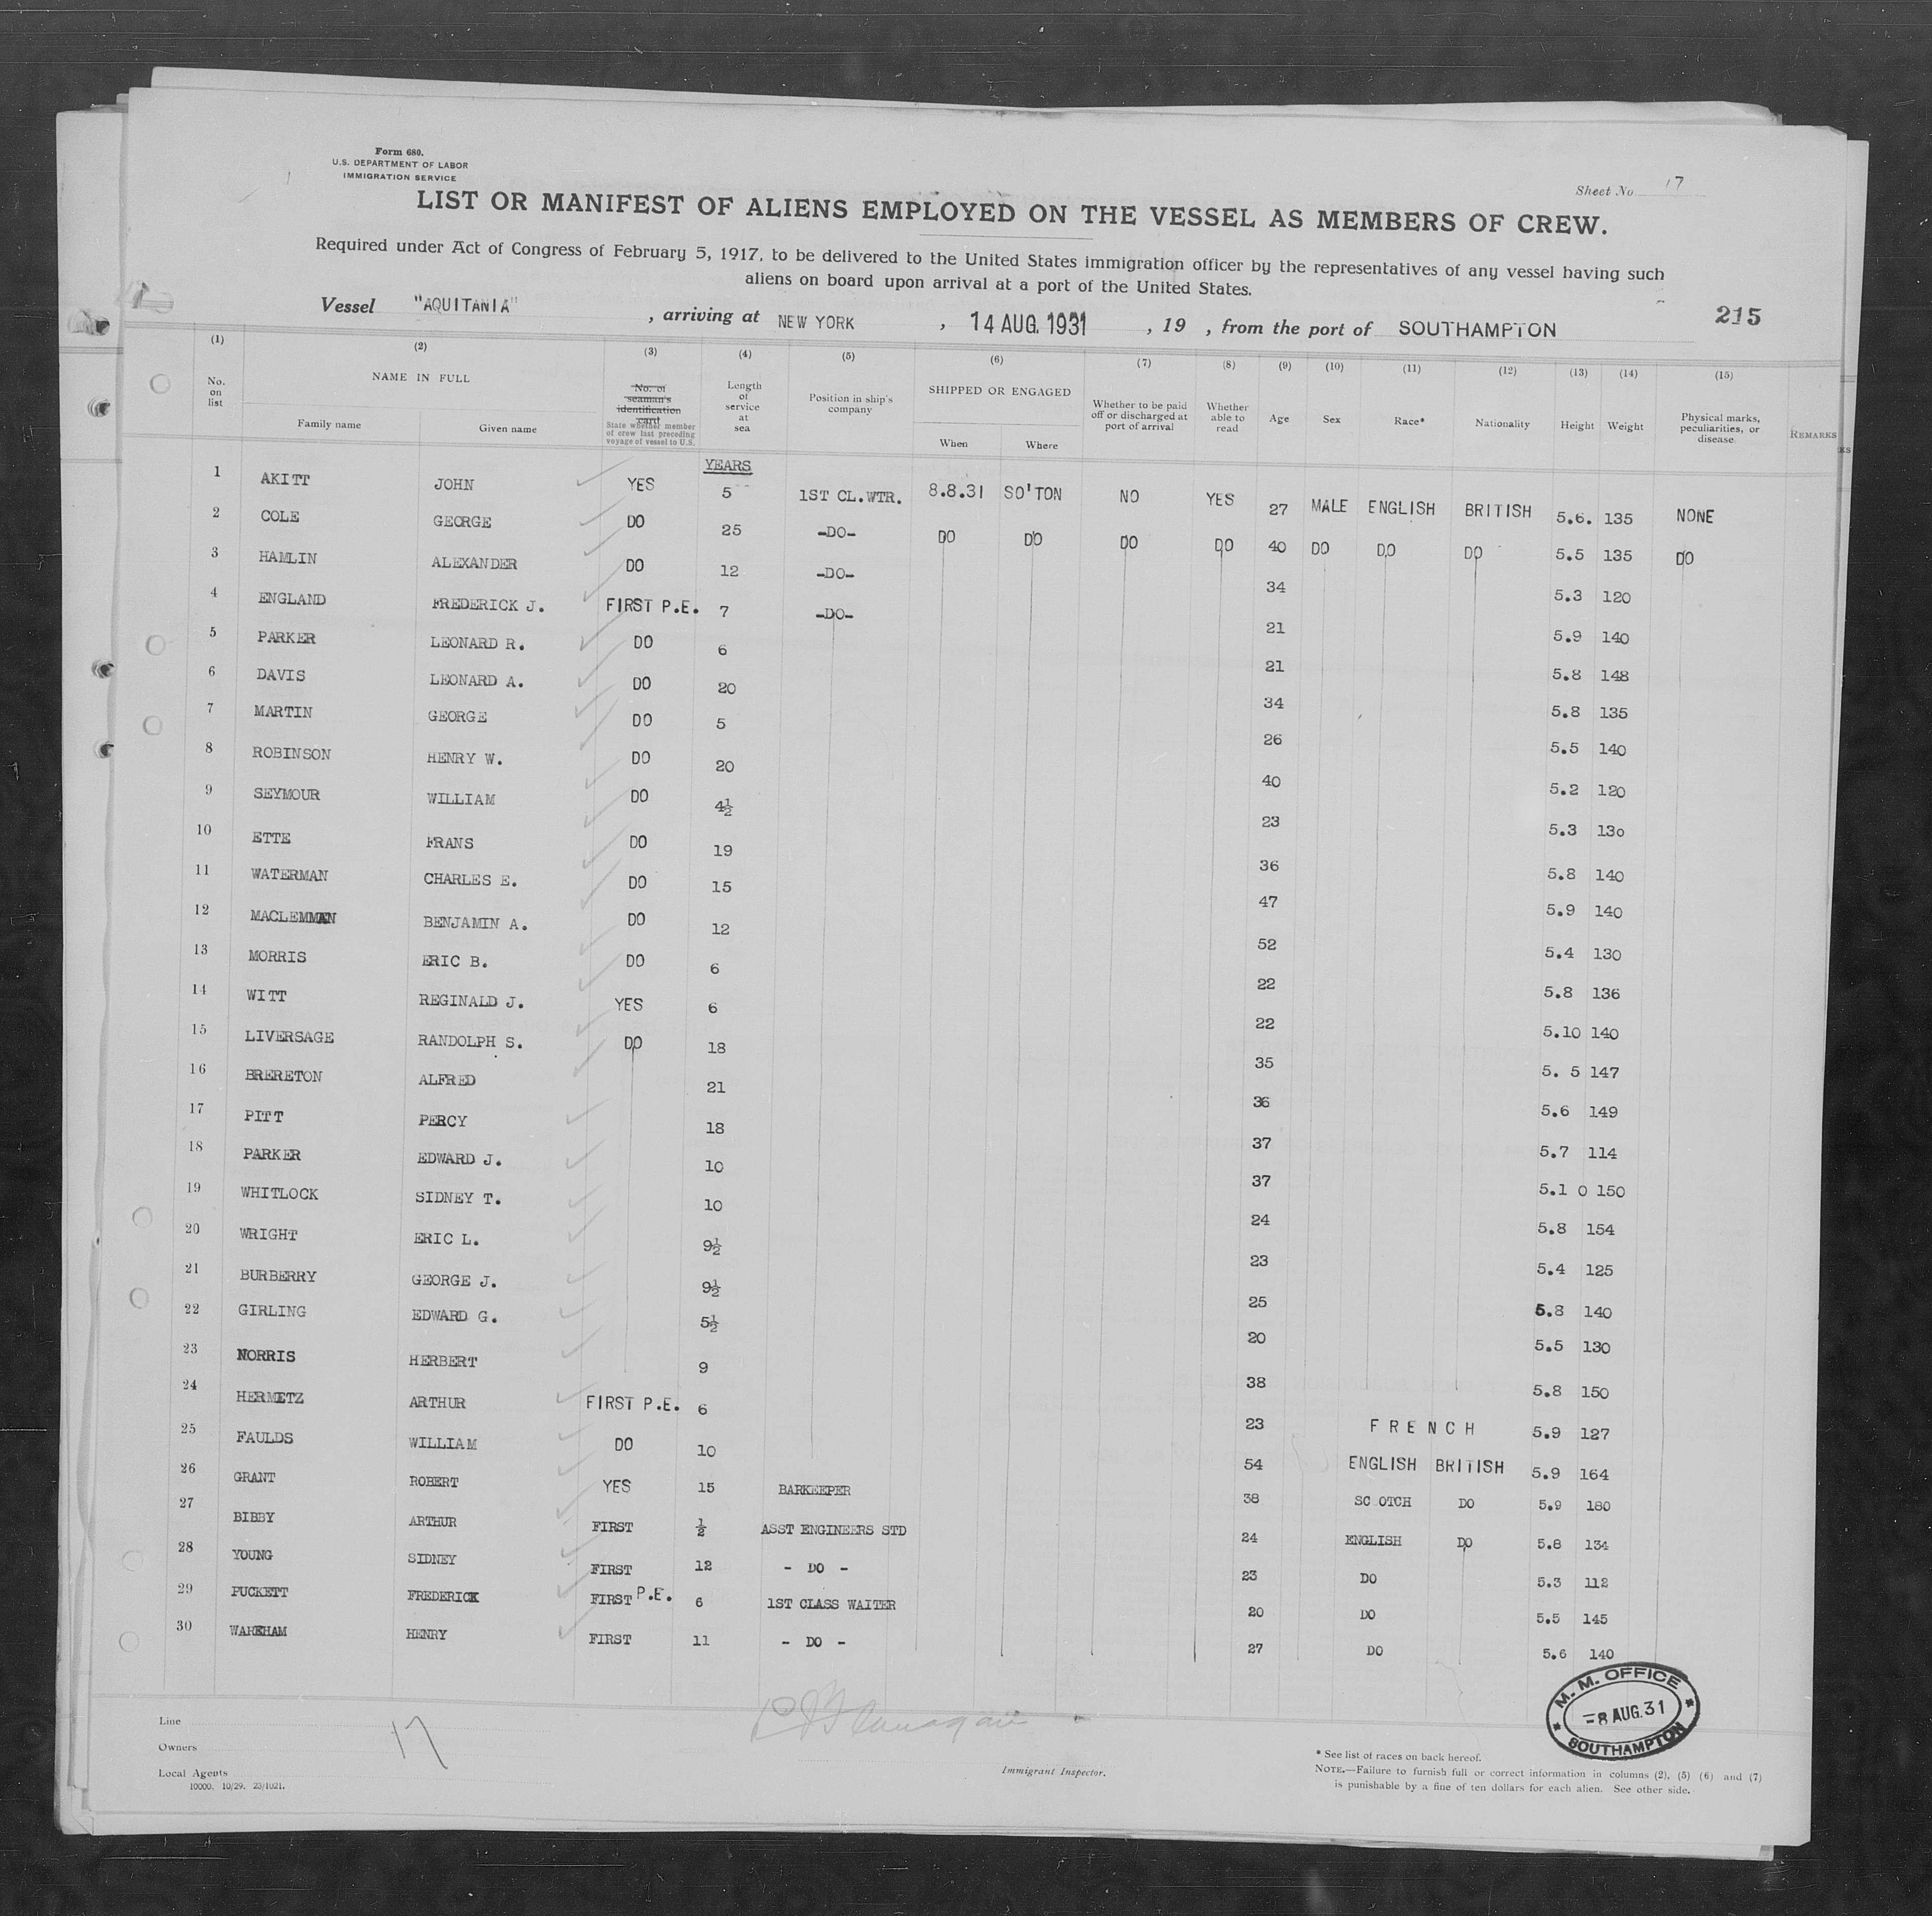 Form 680.
U.S. DEPARTMENT OF LABOR
IMMIGRATION SERVICE
Sheet No. 17
LIST OR MANIFEST OF ALIENS EMPLOYED ON THE VESSEL AS MEMBERS OF CREW.
Required under Act of Congress of February 5, 1917, to be delivered to the United States immigration officer by the representatives of any vessel having such
aliens on board upon arrival at a port of the United States.
215
Vessel "AQUITANIA" , arriving at NEW YORK , 14 AUG. 1931 , 19 , from the port of SOUTHAMPTON
(1) (2) (3) (4) (5) (6) (7) (8) (9) (10) (11) (12) (13) (14) (15)
No. on list
NAME IN FULL
Family name Given name
No. of seaman's identification card
State whether member of crew last preceding voyage of vessel to U.S.
Length of service at sea
Position in ship's company
SHIPPED OR ENGAGED
When Where
Whether to be paid off or discharged at port of arrival
Whether able to read
Age Sex Race* Nationality Height Weight
Physical marks, peculiarities, or disease
REMARKS
YEARS
1 AKITT JOHN YES 5 1ST CL.WTR. 8.8.31 SO'TON NO YES 27 MALE ENGLISH BRITISH 5.6. 135 NONE
2 COLE GEORGE DO 25 -DO- DO DO DO DO 40 DO DO DO 5.5 135 DO
3 HAMLIN ALEXANDER DO 12 -DO- 34 5.3 120
4 ENGLAND FREDERICK J. FIRST P.E. 7 -DO- 21 5.9 140
5 PARKER LEONARD R. DO 6 21 5.8 148
6 DAVIS LEONARD A. DO 20 34 5.8 135
7 MARTIN GEORGE DO 5 26 5.5 140
8 ROBINSON HENRY W. DO 20 40 5.2 120
9 SEYMOUR WILLIAM DO 4½ 23 5.3 130
10 ETTE FRANS DO 19 36 5.8 140
11 WATERMAN CHARLES E. DO 15 47 5.9 140
12 BENJAMIN A. DO 12 52 5.4 130
13 MORRIS ERIC B. DO 6 22 5.8 136
14 WITT REGINALD J. YES 6 22 5.10 140
15 LIVERSAGE RANDOLPH S. DO 18 35 5. 5 147
16 BRERETON ALFRED 21 36 5.6 149
17 PITT PERCY 18 37 5.7 114
18 PARKER EDWARD J. 10 37 5.1 0 150
19 WHITLOCK SIDNEY T. 10 24 5.8 154
20 WRIGHT ERIC L. 9½ 23 5.4 125
21 BURBERRY GEORGE J. 9½ 25 5.8 140
22 GIRLING EDWARD G. 5½ 20 5.5 130
23 NORRIS HERBERT 9 38 5.8 150
24 HERMETZ ARTHUR FIRST P.E. 6 23 FRENCH 5.9 127
25 FAULDS WILLIAM DO 10 54 ENGLISH BRITISH 5.9 164
26 GRANT ROBERT YES 15 BARKEEPER 38 SCOTCH DO 5.9 180
27 BIBBY ARTHUR FIRST ½ ASST ENGINEERS STD 24 ENGLISH DO 5.8 134
28 YOUNG SIDNEY FIRST 12 - DO - 23 DO 5.3 112
29 PUCKETT FREDERICK FIRST P.E. 6 1ST CLASS WAITER 20 DO 5.5 145
30 WAREHAM HENRY FIRST 11 - DO - 27 DO 5.6 140
M. M. OFFICE
-8 AUG. 31
SOUTHAMPTON
Line
Owners
17
Local Agents
10000. 10/29. 23/1021.
Immigrant Inspector.
* See list of races on back hereof.
NOTE.—Failure to furnish full or correct information in columns (2), (5) (6) and (7)
is punishable by a fine of ten dollars for each alien. See other side.